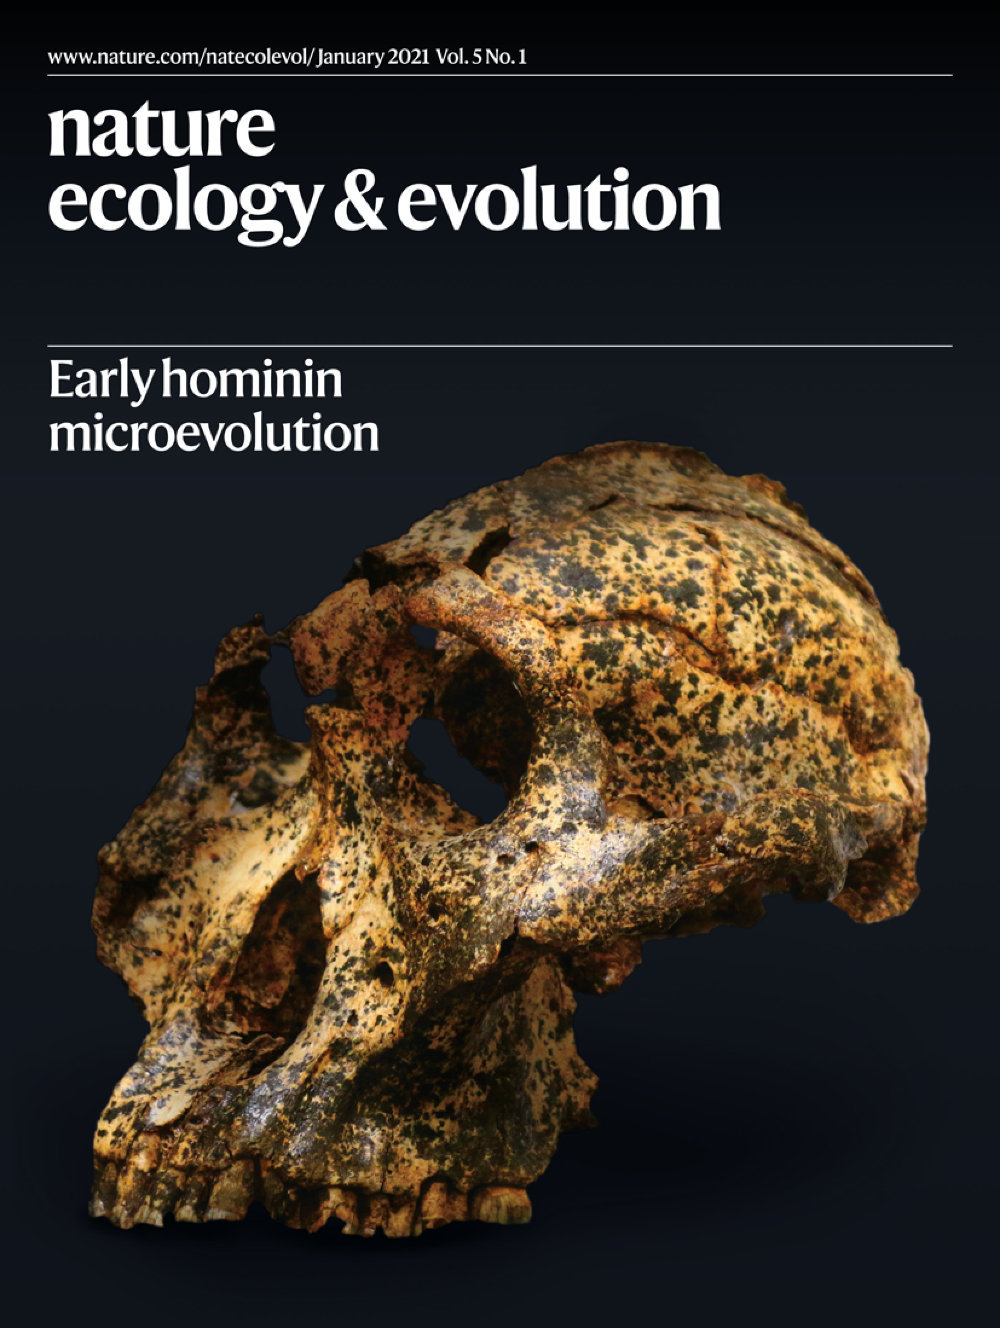 www.nature.com/natecolevol/ January 2021 Vol. 5 No. 1
nature
ecology & evolution
Early hominin
microevolution